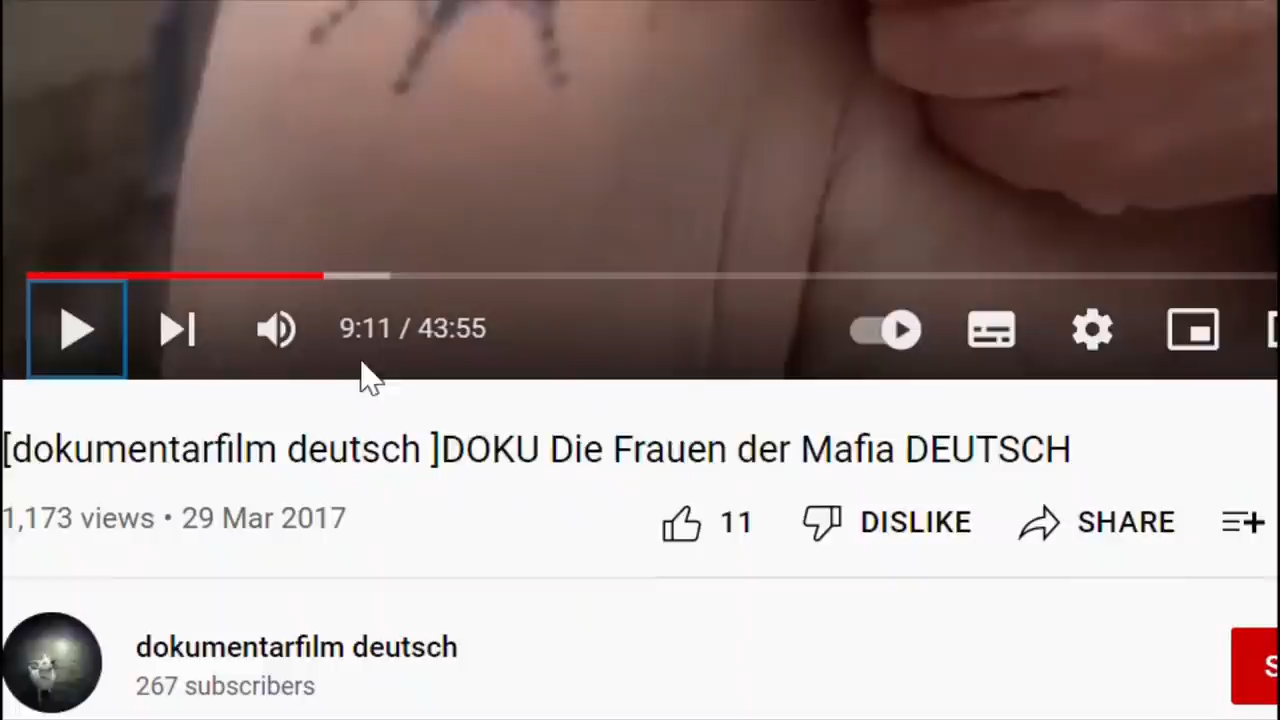 9:11 / 43:55
[dokumentarfilm deutsch ]DOKU Die Frauen der Mafia DEUTSCH
1,173 views • 29 Mar 2017
11 DISLIKE SHARE
dokumentarfilm deutsch
267 subscribers